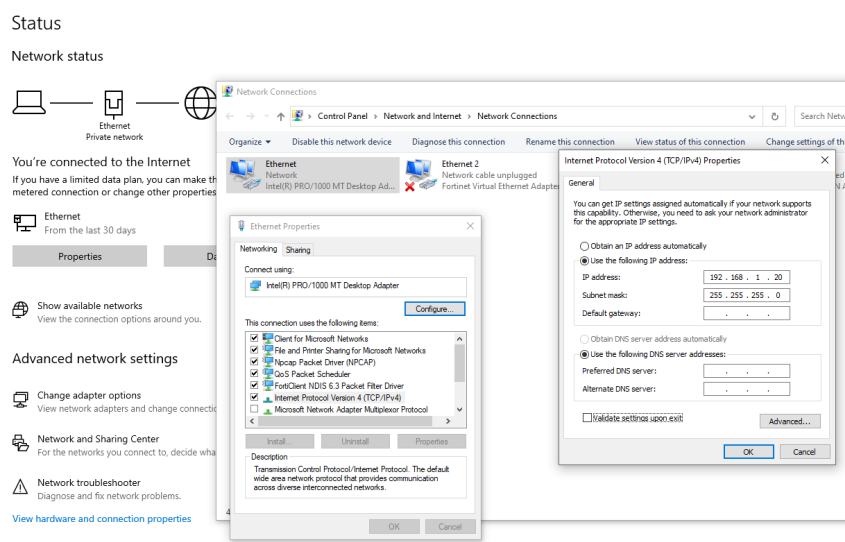 Status
Network status
Ethernet
Private network
You're connected to the Internet
If you have a limited data plan, you can make th
metered connection or change other properties
Ethernet
From the last 30 days
Properties
Da
Show available networks
View the connection options around you.
Advanced network settings
Change adapter options
View network adapters and change connectio
Network and Sharing Center
For the networks you connect to, decide wha
Network troubleshooter
Diagnose and fix network problems.
View hardware and connection properties
Network Connections
Control Panel > Network and Internet > Network Connections
Search Netw
Organize
Disable this network device
Diagnose this connection
Rename this connection
View status of this connection
Change settings of th
Ethernet
Network
Intel(R) PRO/1000 MT Desktop Ad...
Ethernet 2
Network cable unplugged
Fortinet Virtual Ethernet Adapter
ed
N A
4
Ethernet Properties
Networking
Sharing
Connect using:
Intel(R) PRO/1000 MT Desktop Adapter
Configure...
This connection uses the following items:
Client for Microsoft Networks
File and Printer Sharing for Microsoft Networks
Npcap Packet Driver (NPCAP)
QoS Packet Scheduler
FortiClient NDIS 6.3 Packet Filter Driver
Internet Protocol Version 4 (TCP/IPv4)
Microsoft Network Adapter Multiplexor Protocol
Install...
Uninstall
Properties
Description
Transmission Control Protocol/Internet Protocol. The default
wide area network protocol that provides communication
across diverse interconnected networks.
OK
Cancel
Internet Protocol Version 4 (TCP/IPv4) Properties
General
You can get IP settings assigned automatically if your network supports
this capability. Otherwise, you need to ask your network administrator
for the appropriate IP settings.
Obtain an IP address automatically
Use the following IP address:
IP address:
192 . 168 . 1 . 20
Subnet mask:
255 . 255 . 255 . 0
Default gateway:
. . .
Obtain DNS server address automatically
Use the following DNS server addresses:
Preferred DNS server:
. . .
Alternate DNS server:
. . .
Validate settings upon exit
Advanced...
OK
Cancel